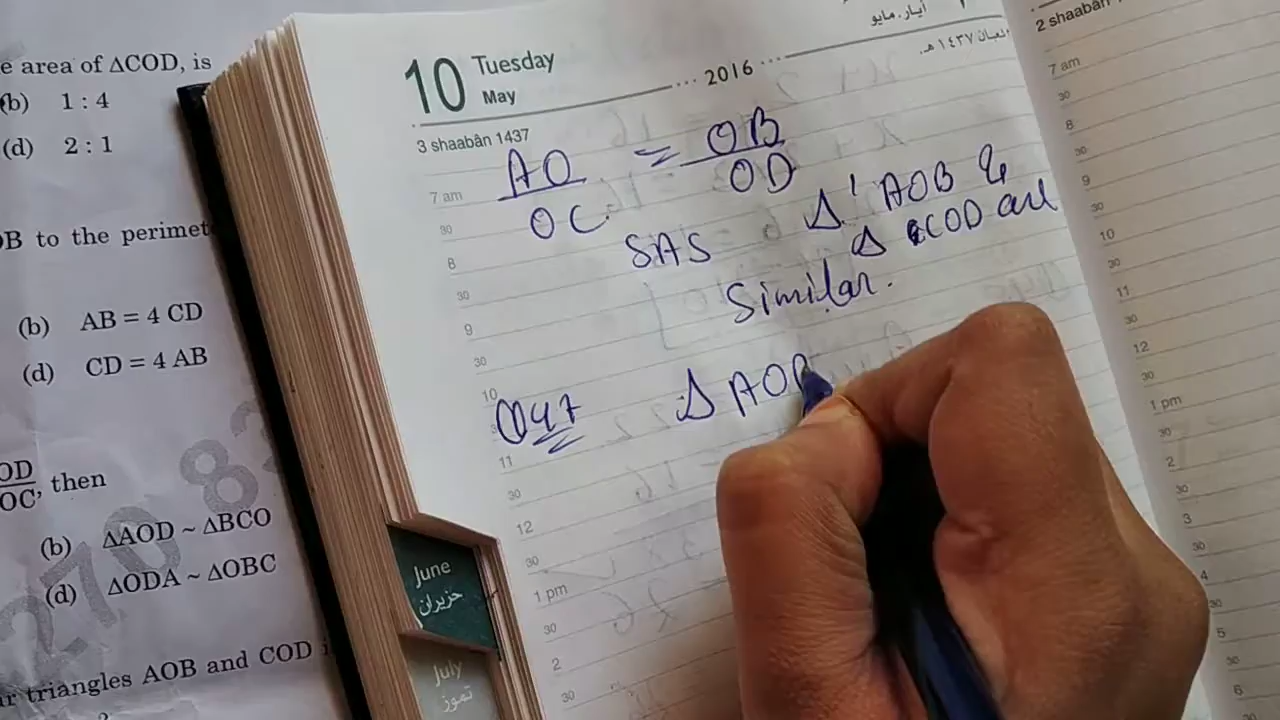 e area of ΔCOD, is
(b) 1 : 4
(d) 2 : 1
OB to the perimet
(b) AB = 4 CD
(d) CD = 4 AB
OD
OC, then
(b) ΔAOD ~ ΔBCO
(d) ΔODA ~ ΔOBC
ar triangles AOB and COD i
10 Tuesday
May
2016
أيار.مايو
١٤٣٧ هـ.
3 shaabân 1437
AO = OB
OC OD
SAS Δ' AOB &
Δ COD are
Similar.
Q47 Δ AOB
7 am
30
8
30
9
30
10
11
30
12
30
1 pm
30
2
30
June
حزيران
July
تموز
2 shaabân
7 am
30
8
30
9
30
10
30
11
30
12
30
1 pm
30
2
30
3
30
4
30
5
30
6